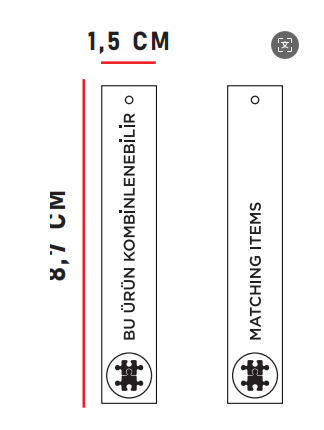 1,5 CM
8,7 CM
BU ÜRÜN KOMBİNLENEBİLİR
MATCHING ITEMS